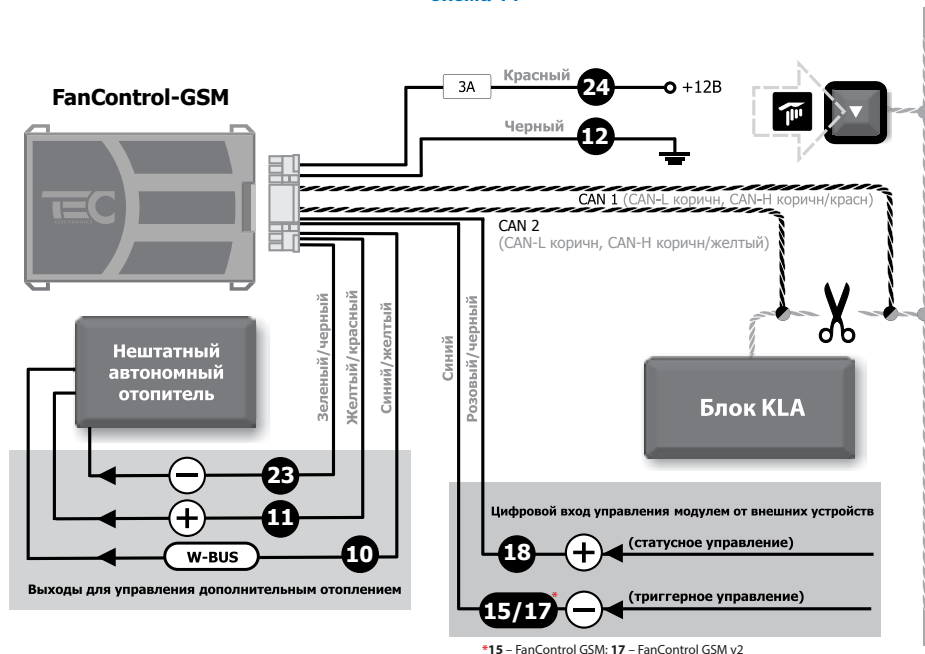 FanControl-GSM
3А
Красный
24
+12В
Черный
12
CAN 1 (CAN-L коричн, CAN-H коричн/красн)
CAN 2
(CAN-L коричн, CAN-H коричн/желтый)
TEC
ELECTRONICS
Зеленый/черный
Желтый/красный
Синий/желтый
Синий
Розовый/черный
Нештатный
автономный
отопитель
Блок KLA
23
11
W-BUS
10
Выходы для управления дополнительным отоплением
Цифровой вход управления модулем от внешних устройств
18
(статусное управление)
15/17*
(триггерное управление)
*15 – FanControl GSM; 17 – FanControl GSM v2